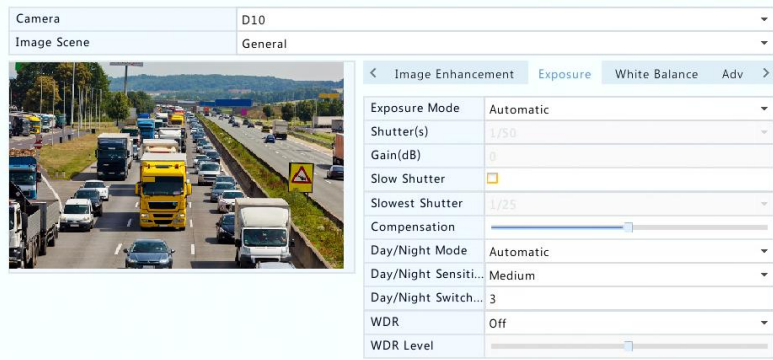 Camera D10
Image Scene General
< Image Enhancement Exposure White Balance Adv >
Exposure Mode Automatic
Shutter(s) 1/50
Gain(dB) 0
Slow Shutter
Slowest Shutter 1/25
Compensation
Day/Night Mode Automatic
Day/Night Sensiti... Medium
Day/Night Switch... 3
WDR Off
WDR Level